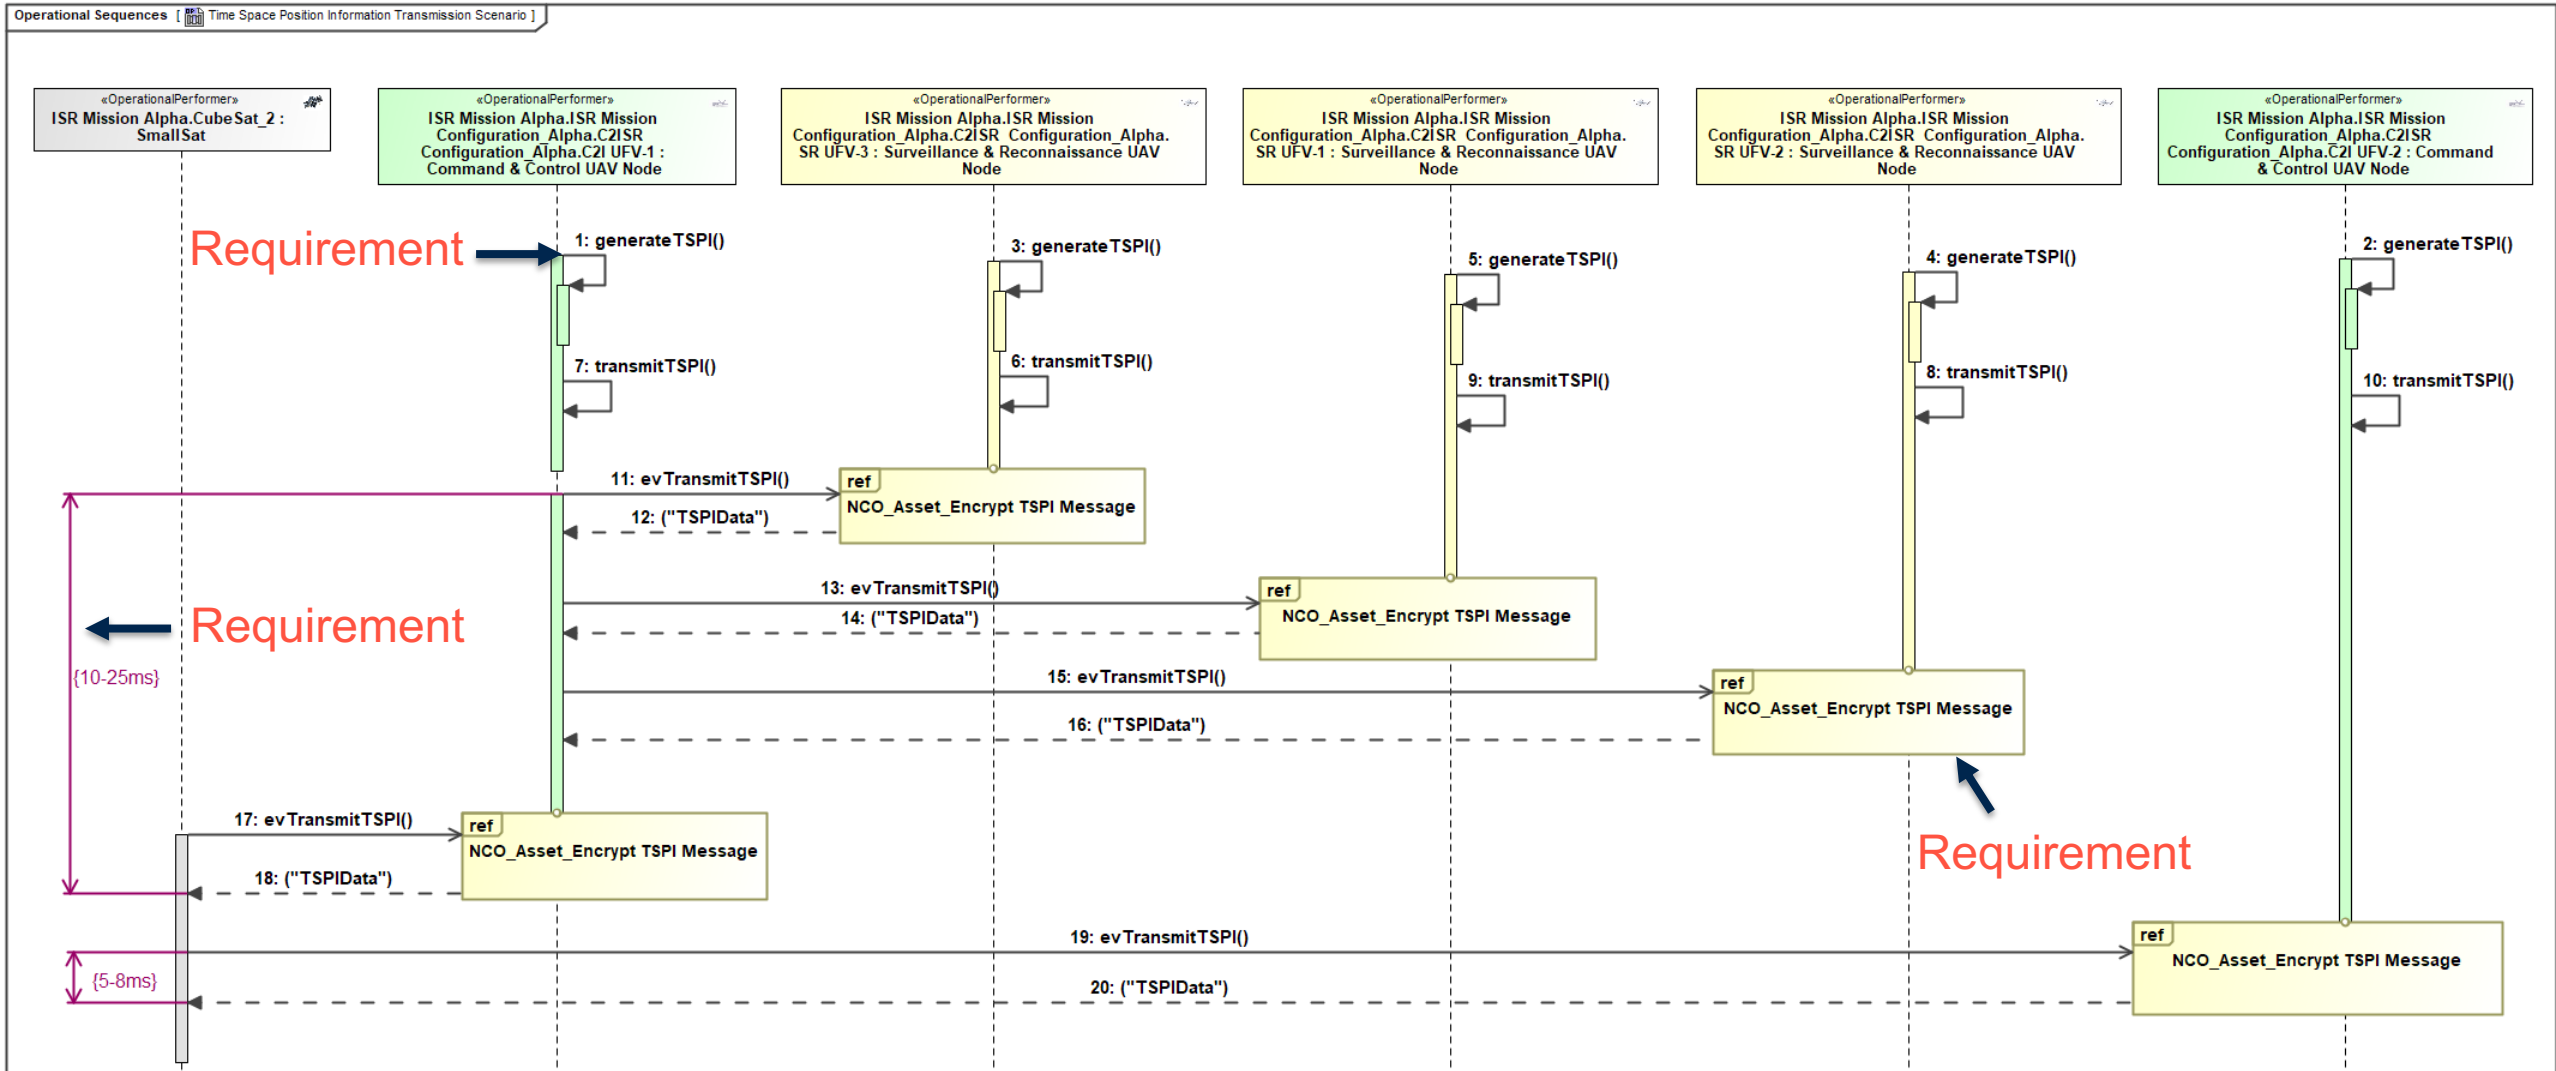 Operational Sequences [ Time Space Position Information Transmission Scenario ]
«OperationalPerformer»
ISR Mission Alpha.CubeSat_2 :
SmallSat
«OperationalPerformer»
ISR Mission Alpha.ISR Mission
Configuration_Alpha.C2ISR
Configuration_Alpha.C2I UFV-1 :
Command & Control UAV Node
«OperationalPerformer»
ISR Mission Alpha.ISR Mission
Configuration_Alpha.C2ISR Configuration_Alpha.
SR UFV-3 : Surveillance & Reconnaissance UAV
Node
«OperationalPerformer»
ISR Mission Alpha.ISR Mission
Configuration_Alpha.C2ISR Configuration_Alpha.
SR UFV-1 : Surveillance & Reconnaissance UAV
Node
«OperationalPerformer»
ISR Mission Alpha.ISR Mission
Configuration_Alpha.C2ISR Configuration_Alpha.
SR UFV-2 : Surveillance & Reconnaissance UAV
Node
«OperationalPerformer»
ISR Mission Alpha.ISR Mission
Configuration_Alpha.C2ISR
Configuration_Alpha.C2I UFV-2 : Command
& Control UAV Node
Requirement
1: generateTSPI()
3: generateTSPI()
5: generateTSPI()
4: generateTSPI()
2: generateTSPI()
7: transmitTSPI()
6: transmitTSPI()
9: transmitTSPI()
8: transmitTSPI()
10: transmitTSPI()
11: evTransmitTSPI()
ref
NCO_Asset_Encrypt TSPI Message
12: ("TSPIData")
13: evTransmitTSPI()
ref
NCO_Asset_Encrypt TSPI Message
14: ("TSPIData")
Requirement
{10-25ms}
15: evTransmitTSPI()
ref
NCO_Asset_Encrypt TSPI Message
16: ("TSPIData")
Requirement
17: evTransmitTSPI()
ref
NCO_Asset_Encrypt TSPI Message
18: ("TSPIData")
19: evTransmitTSPI()
ref
NCO_Asset_Encrypt TSPI Message
{5-8ms}
20: ("TSPIData")